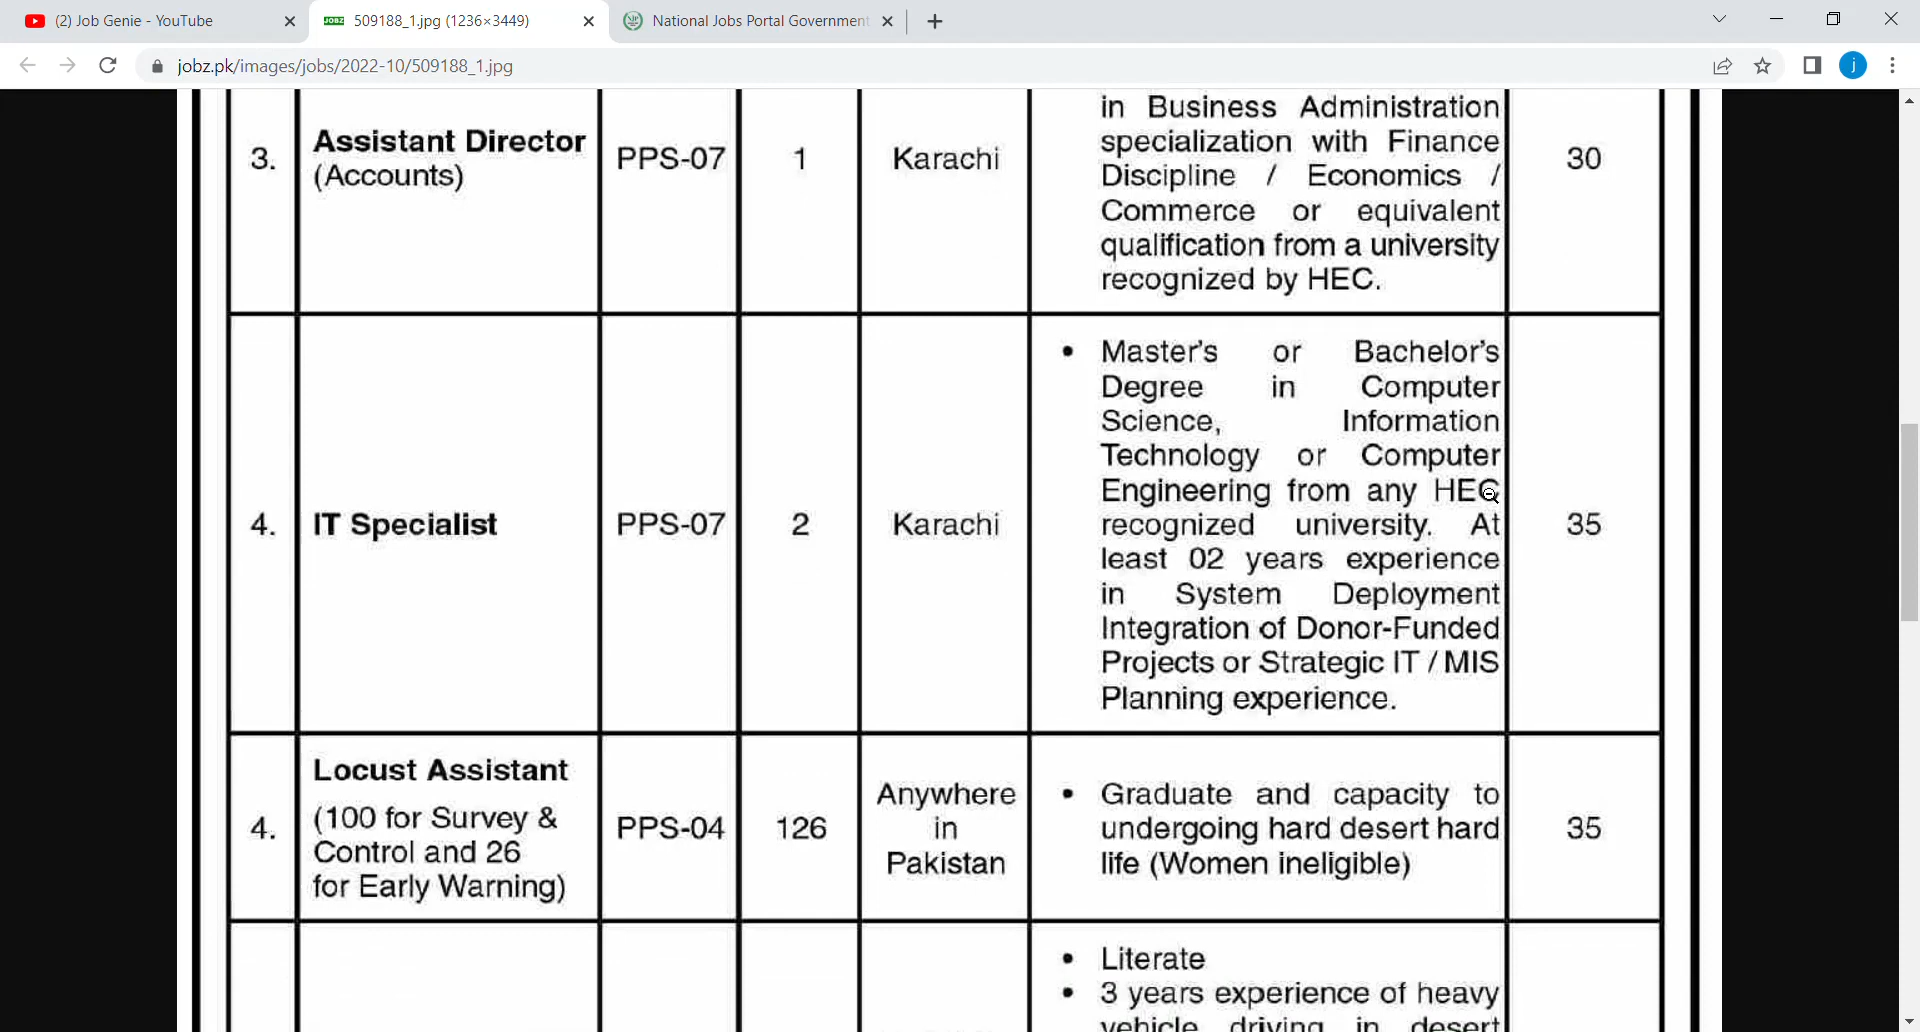 (2) Job Genie - YouTube
JOBZ 509188_1.jpg (1236×3449)
National Jobs Portal Government
jobz.pk/images/jobs/2022-10/509188_1.jpg
j
3.
Assistant Director
(Accounts)
PPS-07
1
Karachi
in Business Administration
specialization with Finance
Discipline / Economics /
Commerce or equivalent
qualification from a university
recognized by HEC.
30
4.
IT Specialist
PPS-07
2
Karachi
• Master's or Bachelor's
Degree in Computer
Science, Information
Technology or Computer
Engineering from any HEC
recognized university. At
least 02 years experience
in System Deployment
Integration of Donor-Funded
Projects or Strategic IT / MIS
Planning experience.
35
4.
Locust Assistant
(100 for Survey &
Control and 26
for Early Warning)
PPS-04
126
Anywhere
in
Pakistan
• Graduate and capacity to
undergoing hard desert hard
life (Women ineligible)
35
• Literate
• 3 years experience of heavy
vehicle driving in desert